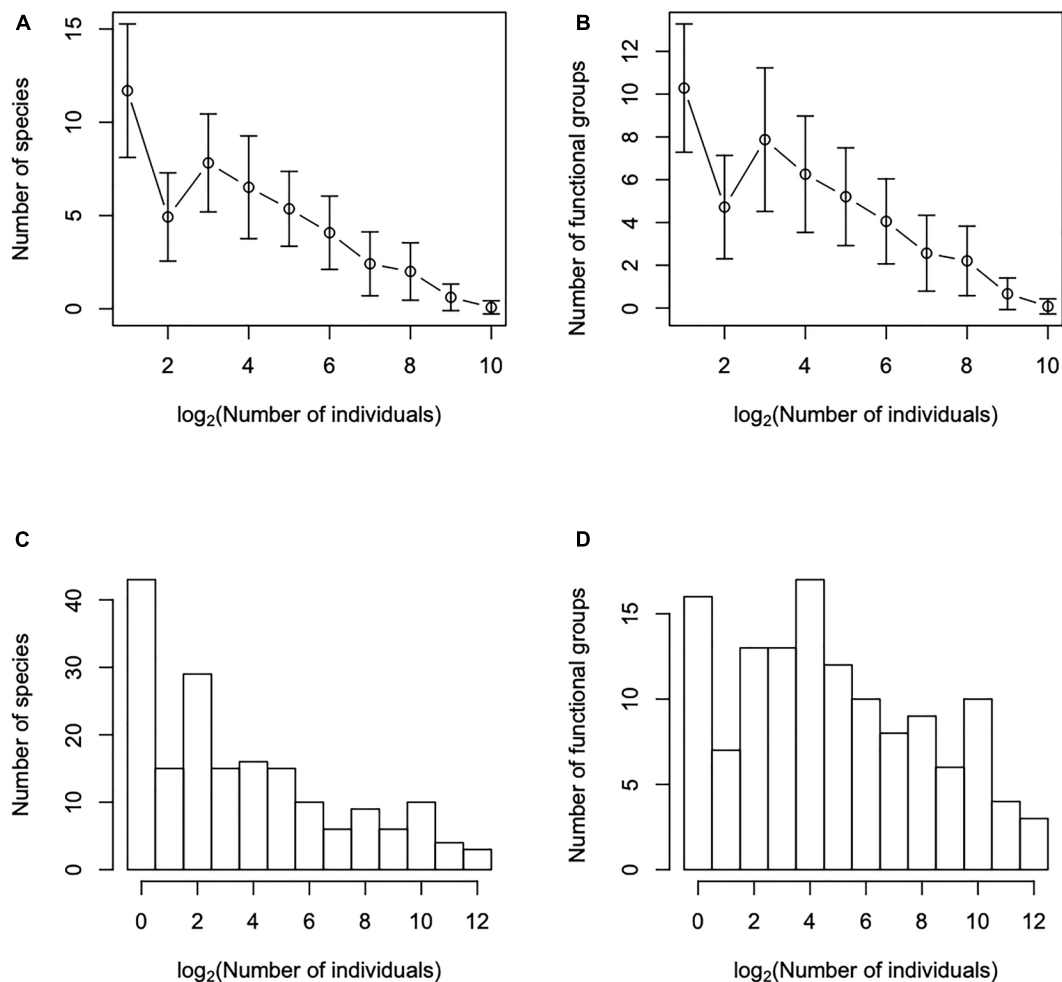 A
Number of species
15
10
5
0
2 4 6 8 10
log₂(Number of individuals)
B
Number of functional groups
12
10
8
6
4
2
0
2 4 6 8 10
log₂(Number of individuals)
C
Number of species
40
30
20
10
0
0 2 4 6 8 10 12
log₂(Number of individuals)
D
Number of functional groups
15
10
5
0
0 2 4 6 8 10 12
log₂(Number of individuals)